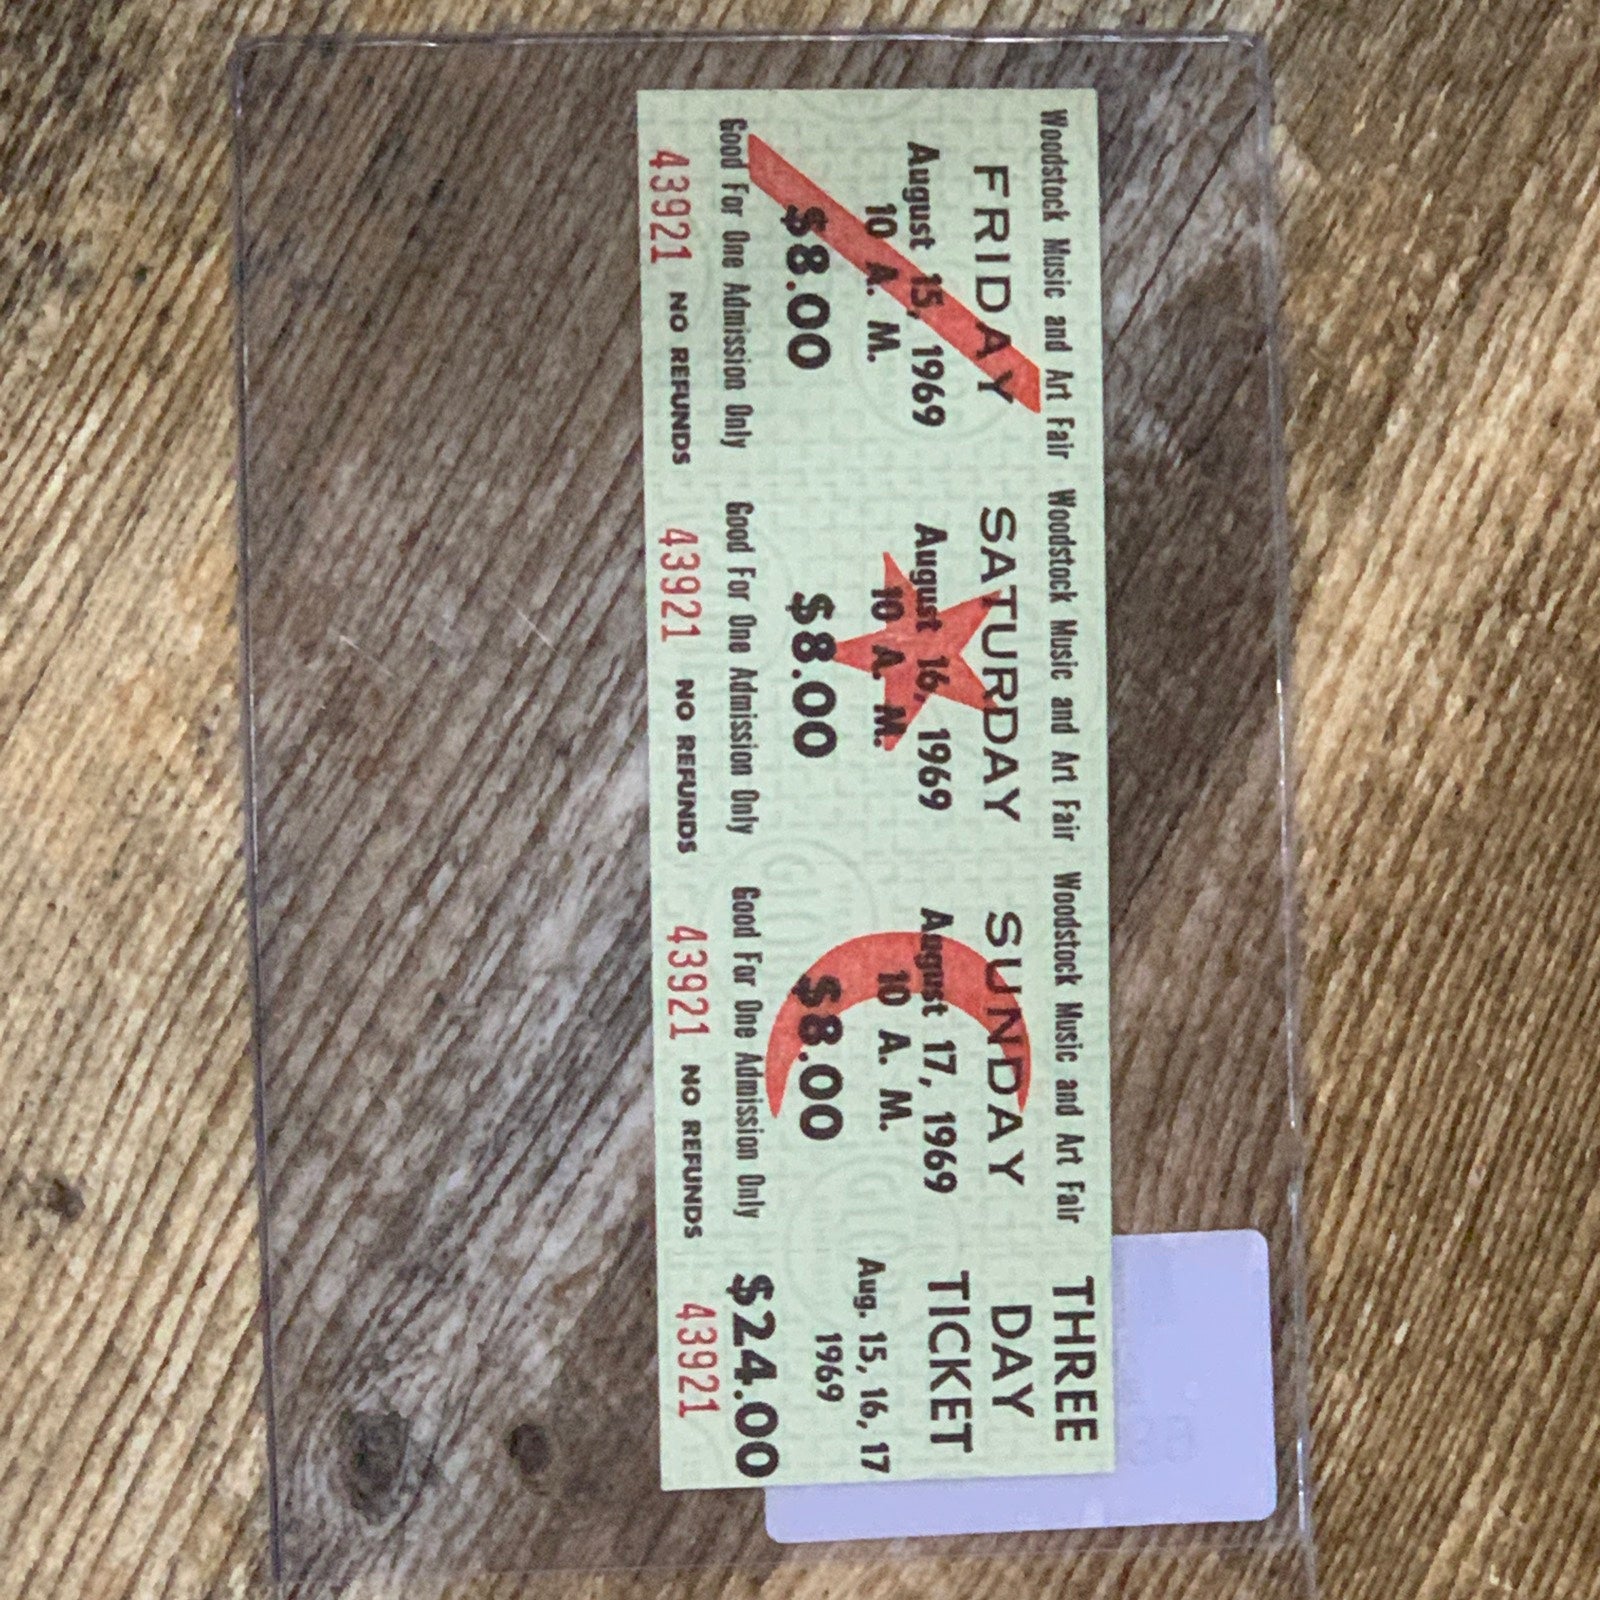 Woodstock Music and Art Fair
FRIDAY
August 15, 1969
10 A. M.
$8.00
Good For One Admission Only
43921 NO REFUNDS
Woodstock Music and Art Fair
SATURDAY
August 16, 1969
10 A. M.
$8.00
Good For One Admission Only
43921 NO REFUNDS
Woodstock Music and Art Fair
SUNDAY
August 17, 1969
10 A. M.
$8.00
Good For One Admission Only
43921 NO REFUNDS
THREE
DAY
TICKET
Aug. 15, 16, 17
1969
$24.00
43921